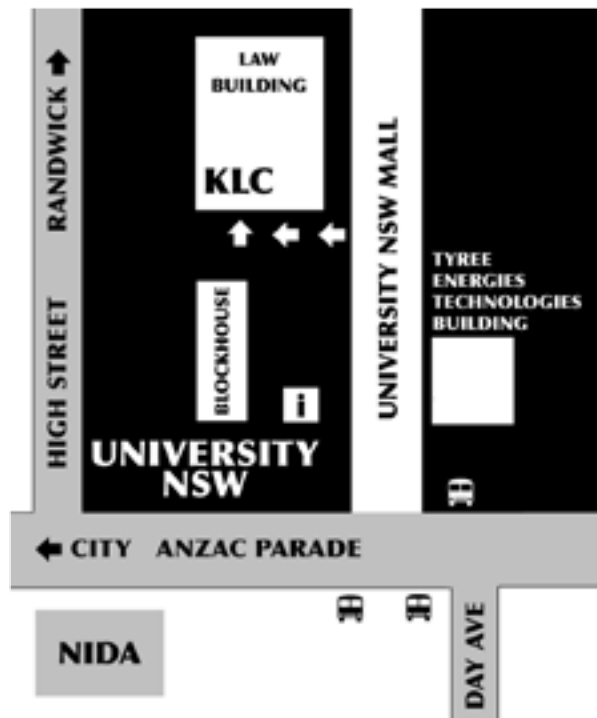 LAW
BUILDING
KLC
RANDWICK
HIGH STREET
UNIVERSITY NSW MALL
TYREE
ENERGIES
TECHNOLOGIES
BUILDING
BLOCKHOUSE
i
UNIVERSITY
NSW
CITY ANZAC PARADE
NIDA
DAY AVE